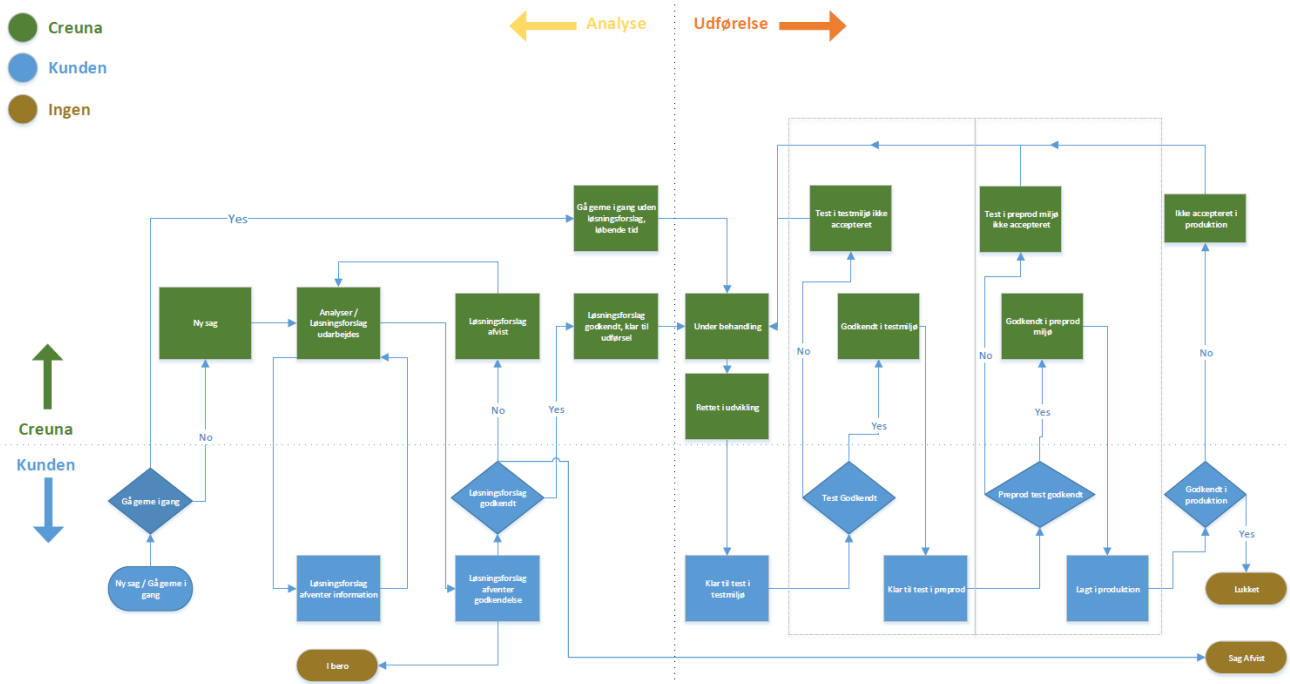 Creuna
Kunden
Ingen
Analyse
Udførelse
Yes
Gå gerne i gang uden
løsningsforslag,
løbende tid
Test i testmiljø ikke
accepteret
Test i preprod miljø
ikke accepteret
Ikke accepteret i
produktion
Ny sag
Analyser /
Løsningsforslag
udarbejdes
Løsningsforslag
afvist
Løsningsforslag
godkendt, klar til
udførsel
Under behandling
Godkendt i testmiljø
Godkendt i preprod
miljø
No
No
No
Rettet i udvikling
No
Yes
Yes
Yes
No
Creuna
Kunden
Gå gerne i gang
Løsningsforslag
godkendt
Test Godkendt
Preprod test godkendt
Godkendt i
produktion
Yes
Ny sag / Gå gerne i
gang
Løsningsforslag
afventer information
Løsningsforslag
afventer
godkendelse
Klar til test i
testmiljø
Klar til test i preprod
Lagt i produktion
Lukket
I bero
Sag Afvist